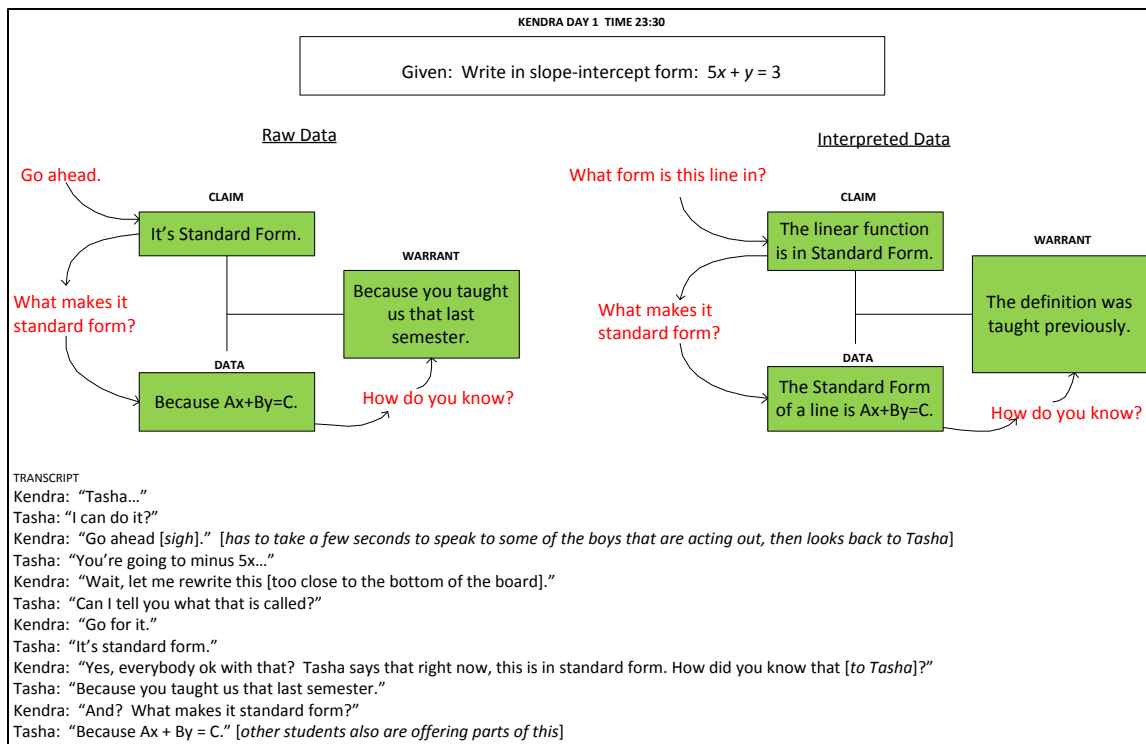 KENDRA DAY 1  TIME 23:30
Given:  Write in slope-intercept form:  5x + y = 3
Raw Data
Go ahead.
CLAIM
It’s Standard Form.
WARRANT
Because you taught
us that last
semester.
What makes it
standard form?
DATA
Because Ax+By=C.
How do you know?
Interpreted Data
What form is this line in?
CLAIM
The linear function
is in Standard Form.
WARRANT
The definition was
taught previously.
What makes it
standard form?
DATA
The Standard Form
of a line is Ax+By=C.
How do you know?
TRANSCRIPT
Kendra:  “Tasha…”
Tasha: “I can do it?”
Kendra:  “Go ahead [sigh].”  [has to take a few seconds to speak to some of the boys that are acting out, then looks back to Tasha]
Tasha:  “You’re going to minus 5x…”
Kendra:  “Wait, let me rewrite this [too close to the bottom of the board].”
Tasha:  “Can I tell you what that is called?”
Kendra:  “Go for it.”
Tasha:  “It’s standard form.”
Kendra:  “Yes, everybody ok with that?  Tasha says that right now, this is in standard form. How did you know that [to Tasha]?”
Tasha:  “Because you taught us that last semester.”
Kendra:  “And?  What makes it standard form?”
Tasha:  “Because Ax + By = C.” [other students also are offering parts of this]